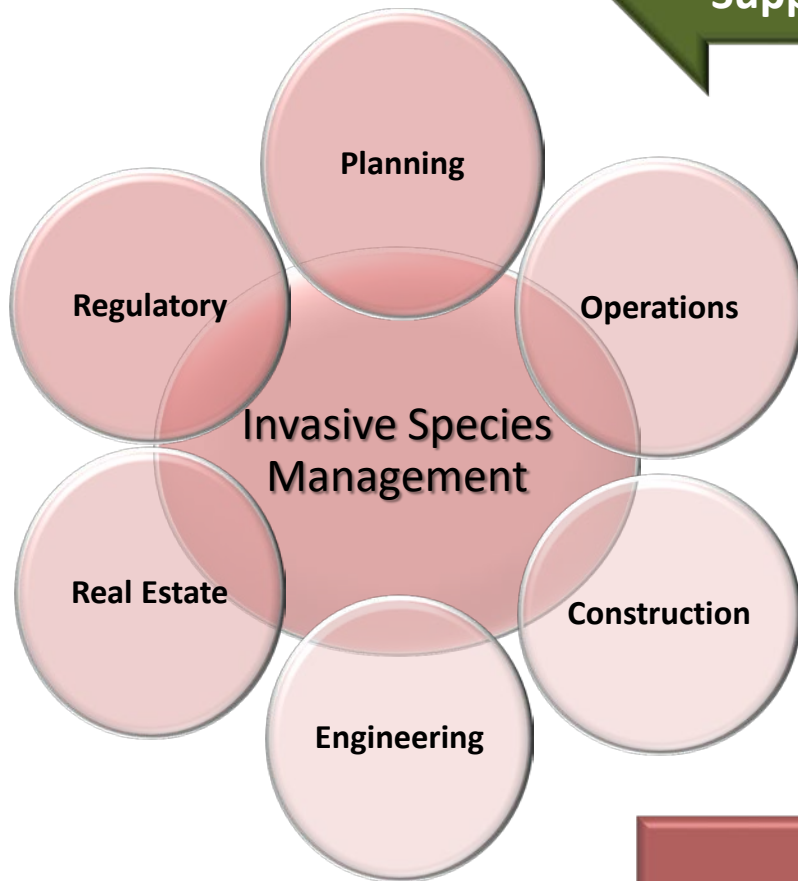 Planning
Regulatory
Operations
Invasive Species
Management
Real Estate
Construction
Engineering